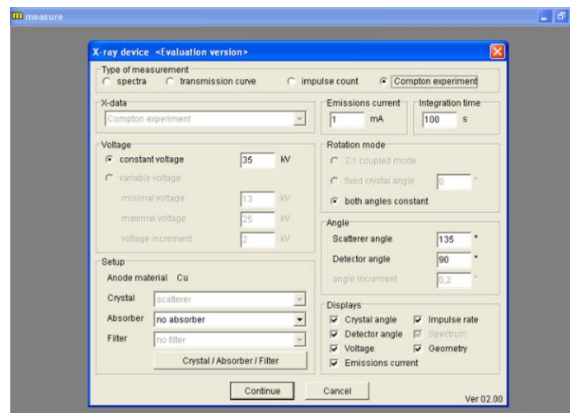 measure
X-ray device <Evaluation version>
Type of measurement
spectra transmission curve impulse count Compton experiment
X-data
Compton experiment
Emissions current
1 mA
Integration time
100 s
Voltage
constant voltage 35 kV
variable voltage
minimal voltage 13 kV
maximal voltage 25 kV
voltage increment 2 kV
Rotation mode
2:1 coupled mode
fixed crystal angle 0 °
both angles constant
Angle
Scatterer angle 135 °
Detector angle 90 °
angle increment 0,2 °
Setup
Anode material Cu
Crystal scatterer
Absorber no absorber
Filter no filter
Crystal / Absorber / Filter
Displays
Crystal angle Impulse rate
Detector angle Spectrum
Voltage Geometry
Emissions current
Continue Cancel
Ver 02.00